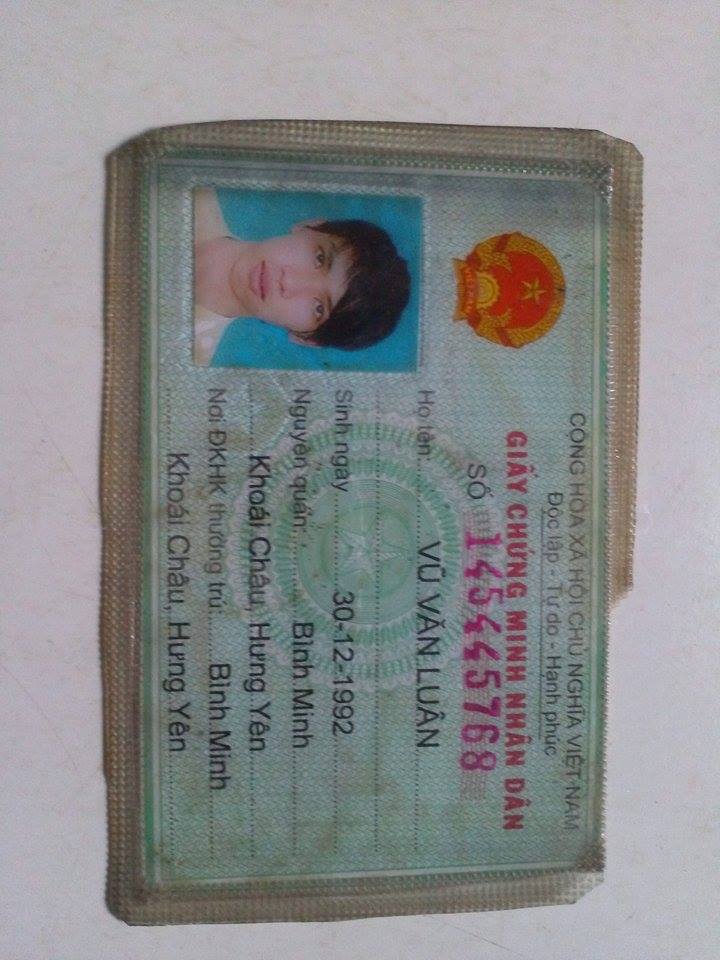 CỘNG HÒA XÃ HỘI CHỦ NGHĨA VIỆT NAM
Độc lập - Tự do - Hạnh phúc
GIẤY CHỨNG MINH NHÂN DÂN
SỐ 145445768
Họ tên: VŨ VĂN LUÂN
Sinh ngày 30-12-1992
Nguyên quán: Bình Minh
Khoái Châu, Hưng Yên
Nơi ĐKHK thường trú Bình Minh
Khoái Châu, Hưng Yên